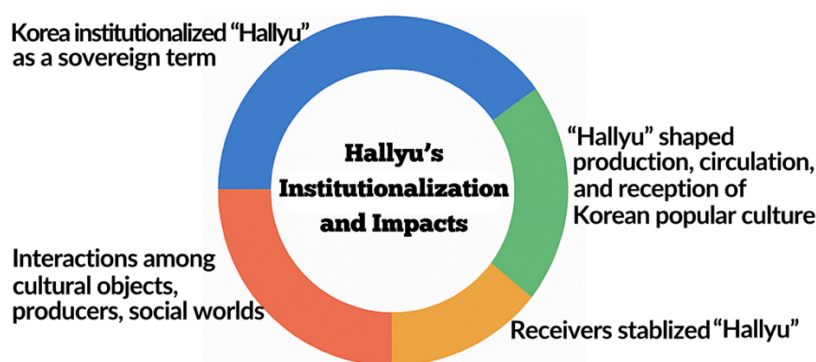 Korea institutionalized “Hallyu”
as a sovereign term
Hallyu’s
Institutionalization
and Impacts
“Hallyu” shaped
production, circulation,
and reception of
Korean popular culture
Interactions among
cultural objects,
producers, social worlds
Receivers stablized “Hallyu”